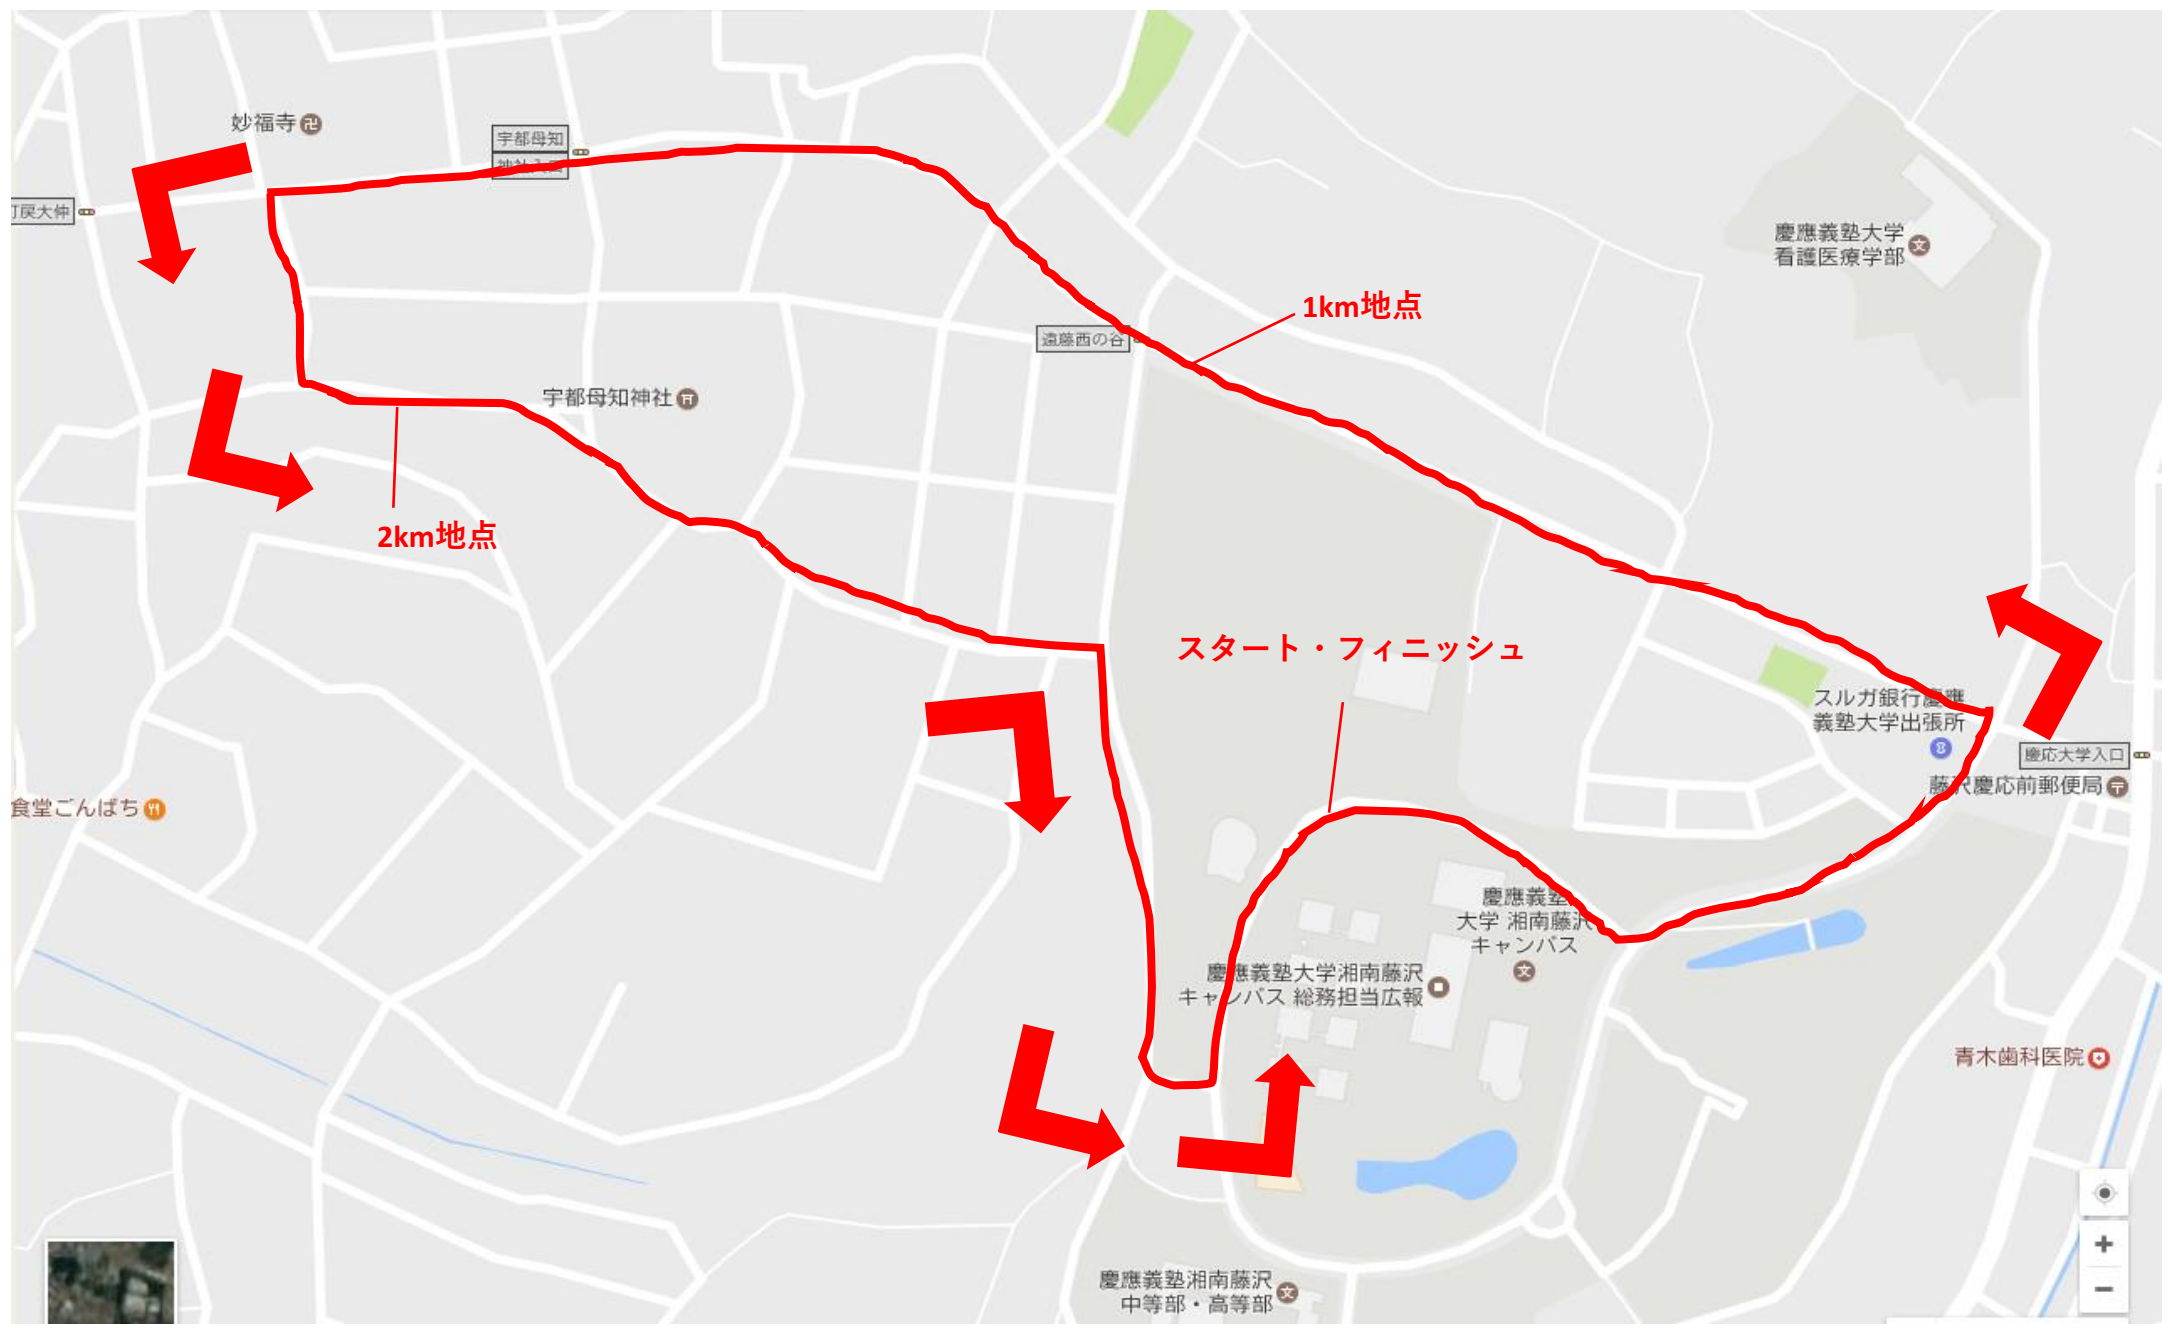 妙福寺
宇都母知
神社入口
打戻大仲
慶應義塾大学
看護医療学部
1km地点
遠藤西の谷
宇都母知神社
2km地点
スタート・フィニッシュ
スルガ銀行慶應
義塾大学出張所
慶応大学入口
藤沢慶応前郵便局
食堂ごんぱち
慶應義塾
大学 湘南藤沢
キャンパス
慶應義塾大学湘南藤沢
キャンパス 総務担当広報
青木歯科医院
慶應義塾湘南藤沢
中等部・高等部